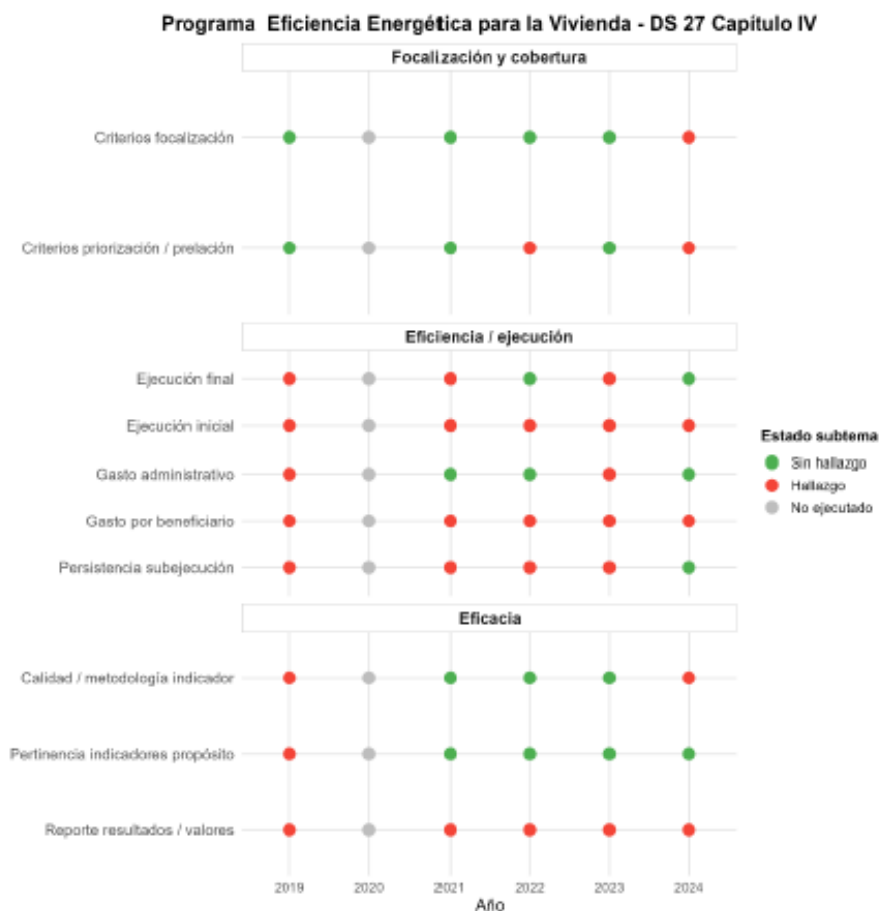 Programa Eficiencia Energética para la Vivienda - DS 27 Capítulo IV
Focalización y cobertura
Criterios focalización
Criterios priorización / prelación
Eficiencia / ejecución
Ejecución final
Ejecución inicial
Gasto administrativo
Gasto por beneficiario
Persistencia subejecución
Estado subtema
Sin hallazgo
Hallazgo
No ejecutado
Eficacia
Calidad / metodología indicador
Pertinencia indicadores propósito
Reporte resultados / valores
2019 2020 2021 2022 2023 2024
Año